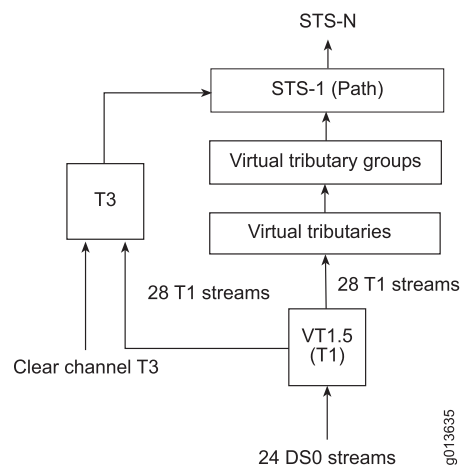 STS-N
STS-1 (Path)
Virtual tributary groups
T3
Virtual tributaries
28 T1 streams
28 T1 streams
VT1.5
(T1)
Clear channel T3
24 DS0 streams
g013635